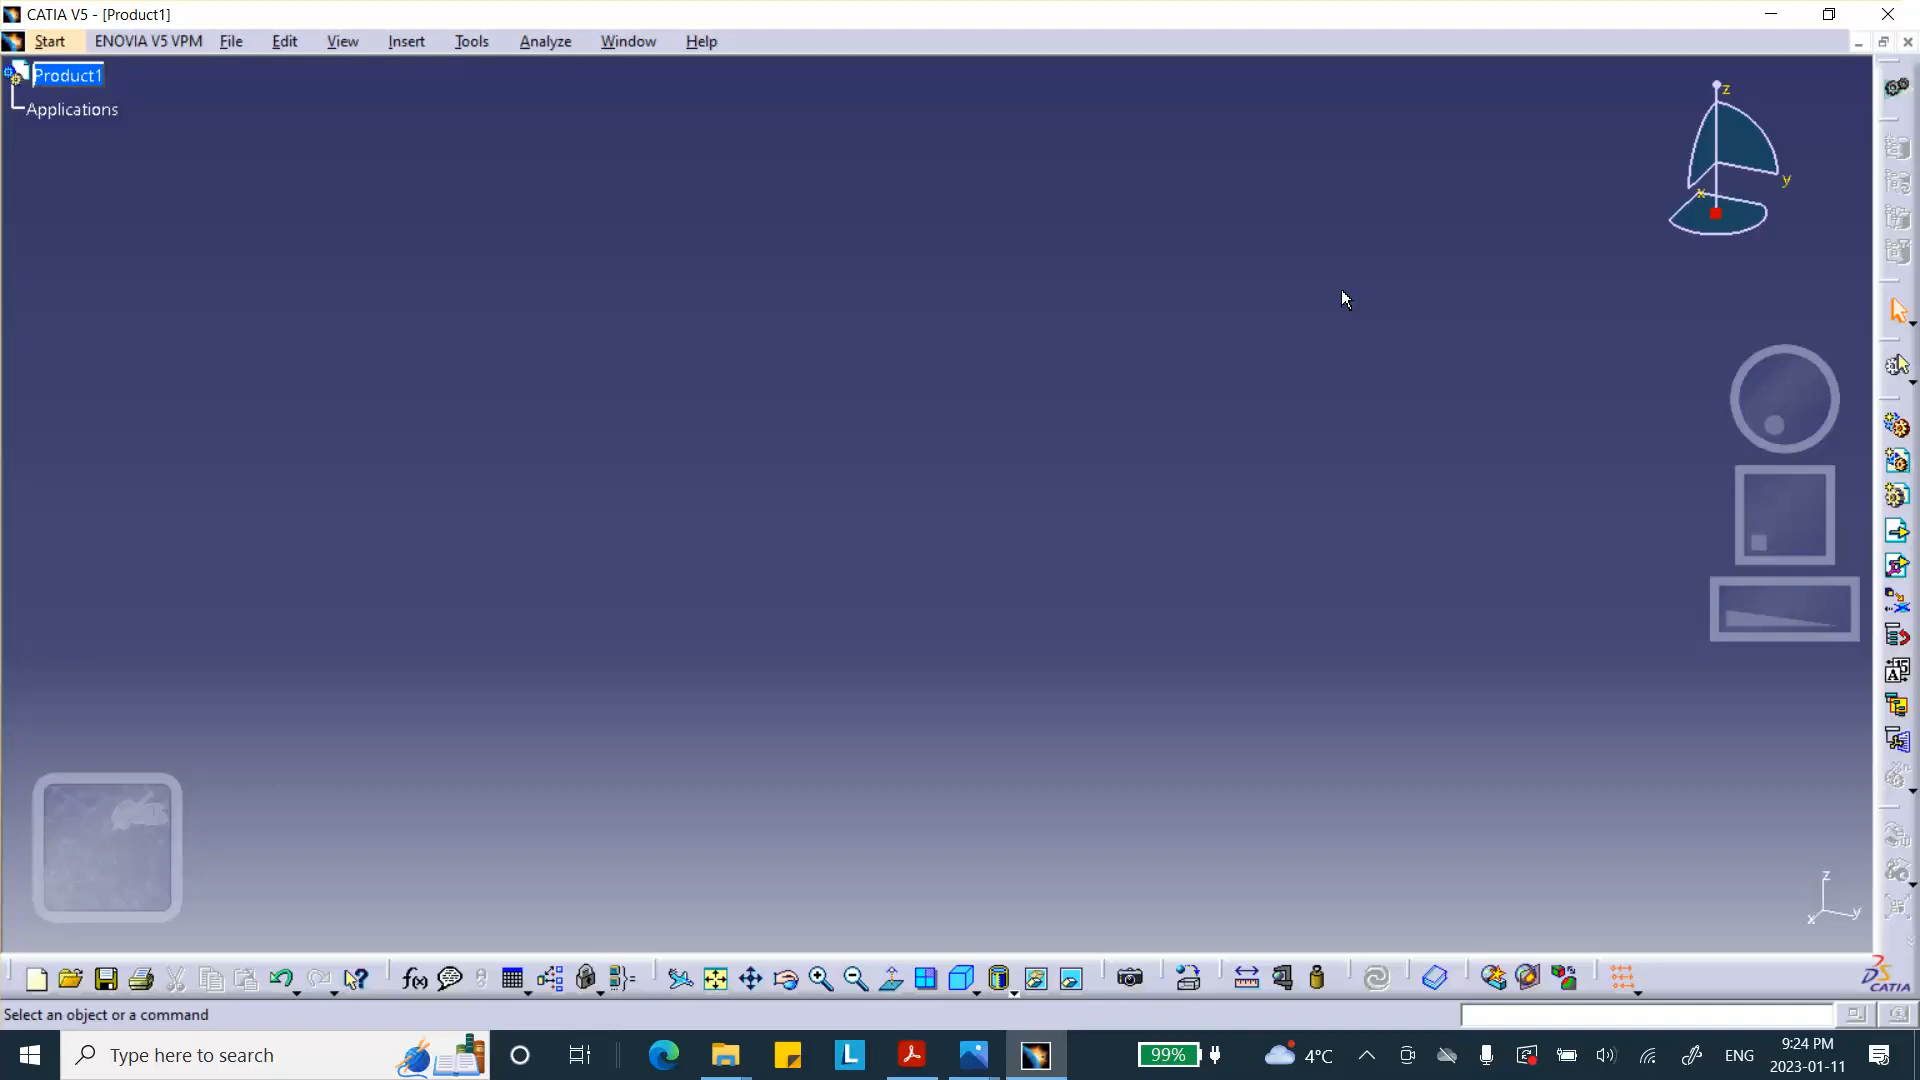 CATIA V5 - [Product1]
Start ENOVIA V5 VPM File Edit View Insert Tools Analyze Window Help
Product1
Applications
z
y
x
z
x y
f(x)
CATIA
Select an object or a command
Type here to search
L
99%
4°C
ENG
9:24 PM
2023-01-11